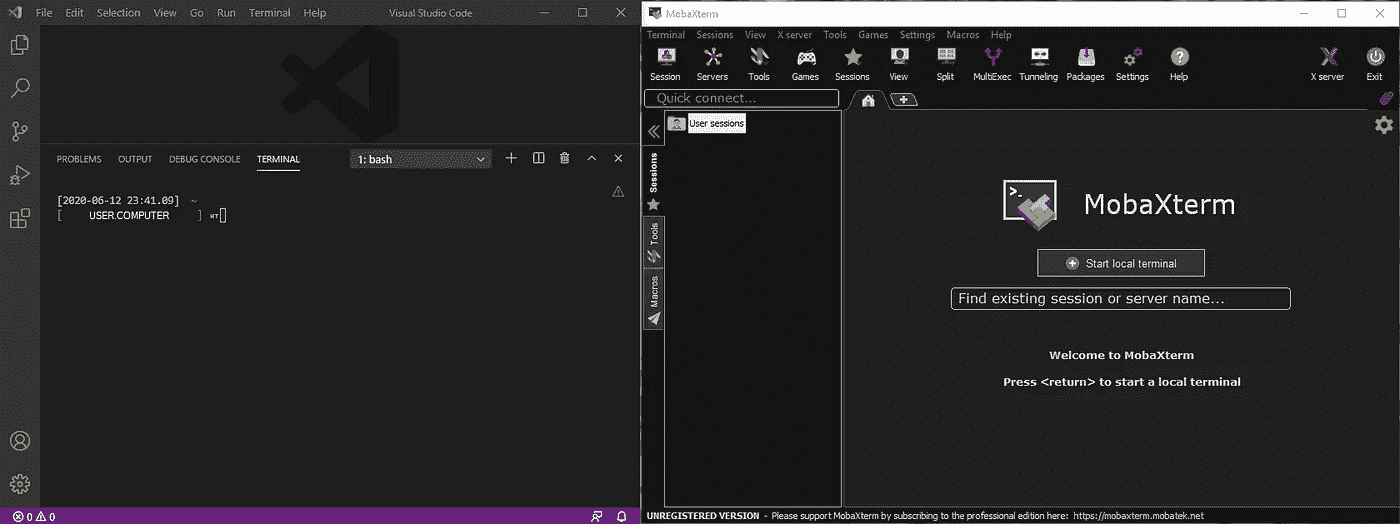 File Edit Selection View Go Run Terminal Help Visual Studio Code
PROBLEMS OUTPUT DEBUG CONSOLE TERMINAL 1: bash
[2020-06-12 23:41.09] ~
[ USER.COMPUTER ]
0 0
MobaXterm
Terminal Sessions View X server Tools Games Settings Macros Help
Session Servers Tools Games Sessions View Split MultiExec Tunneling Packages Settings Help X server Exit
Quick connect...
User sessions
Sessions
Tools
Macros
MobaXterm
Start local terminal
Find existing session or server name...
Welcome to MobaXterm
Press <return> to start a local terminal
UNREGISTERED VERSION - Please support MobaXterm by subscribing to the professional edition here: https://mobaxterm.mobatek.net